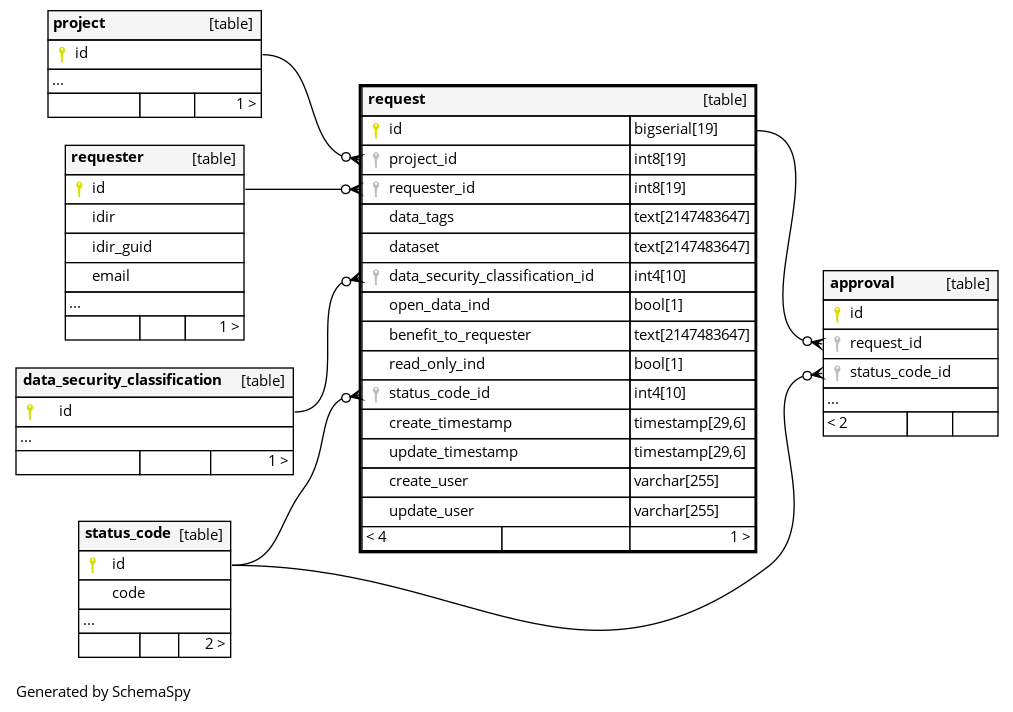 project [table]
id
...
1 >
requester [table]
id
idir
idir_guid
email
...
1 >
data_security_classification [table]
id
...
1 >
status_code [table]
id
code
...
2 >
request [table]
id bigserial[19]
project_id int8[19]
requester_id int8[19]
data_tags text[2147483647]
dataset text[2147483647]
data_security_classification_id int4[10]
open_data_ind bool[1]
benefit_to_requester text[2147483647]
read_only_ind bool[1]
status_code_id int4[10]
create_timestamp timestamp[29,6]
update_timestamp timestamp[29,6]
create_user varchar[255]
update_user varchar[255]
< 4 1 >
approval [table]
id
request_id
status_code_id
...
< 2
Generated by SchemaSpy